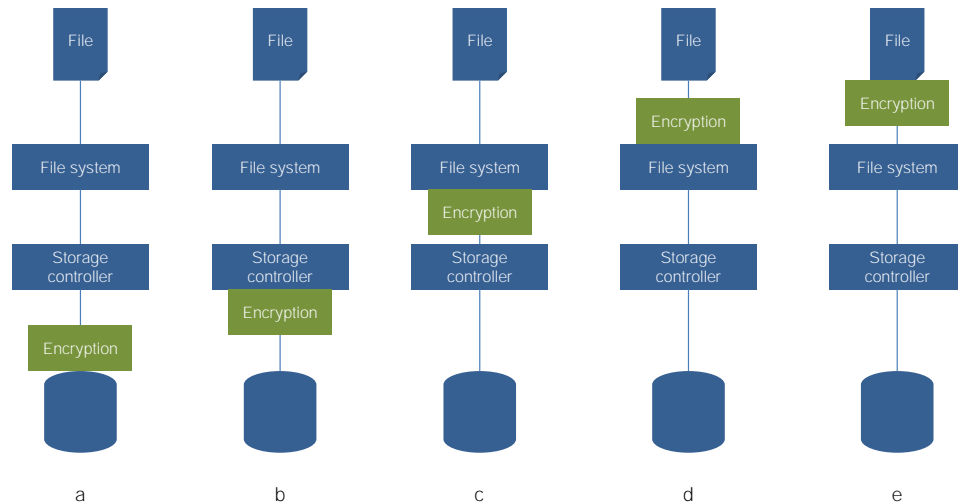 File
File
File
File
File
Encryption
Encryption
File system
File system
File system
File system
File system
Encryption
Storage
controller
Storage
controller
Storage
controller
Storage
controller
Storage
controller
Encryption
Encryption
a
b
c
d
e